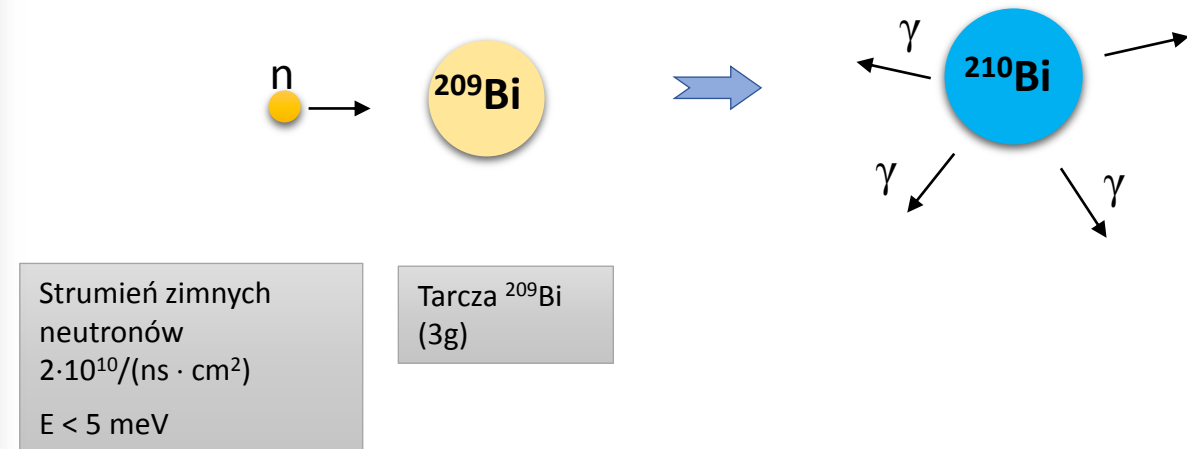 γ
n
²⁰⁹Bi
²¹⁰Bi
γ
γ
Strumień zimnych
neutronów
2·10¹⁰/(ns · cm²)
E < 5 meV
Tarcza ²⁰⁹Bi
(3g)